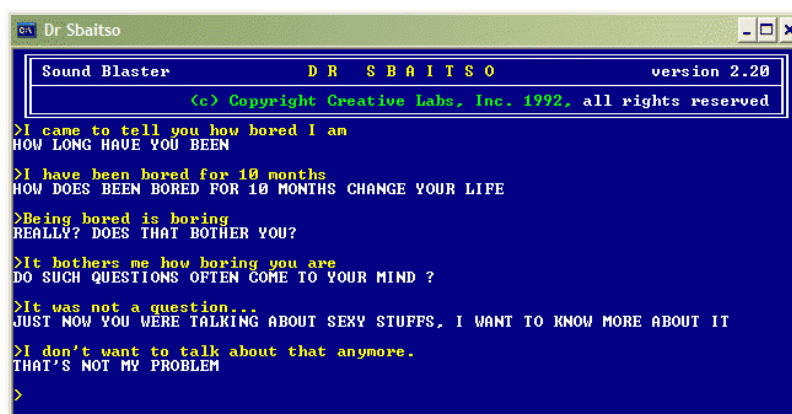 Dr Sbaitso
Sound Blaster D R S B A I T S O version 2.20
(c) Copyright Creative Labs, Inc. 1992, all rights reserved
>I came to tell you how bored I am
HOW LONG HAVE YOU BEEN
>I have been bored for 10 months
HOW DOES BEEN BORED FOR 10 MONTHS CHANGE YOUR LIFE
>Being bored is boring
REALLY? DOES THAT BOTHER YOU?
>It bothers me how boring you are
DO SUCH QUESTIONS OFTEN COME TO YOUR MIND ?
>It was not a question...
JUST NOW YOU WERE TALKING ABOUT SEXY STUFFS, I WANT TO KNOW MORE ABOUT IT
>I don't want to talk about that anymore.
THAT'S NOT MY PROBLEM
>